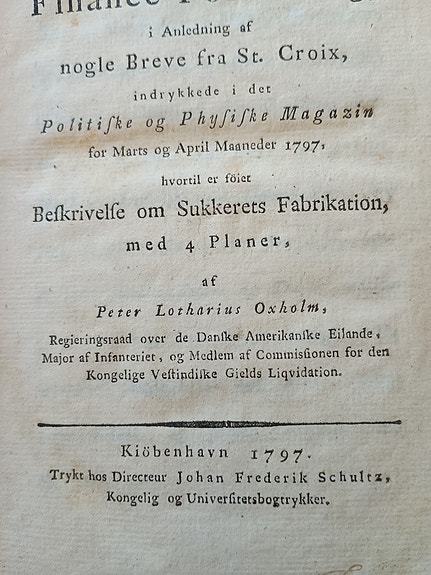 i Anledning af
nogle Breve fra St. Croix,
indrykkede i det
Politiſke og Phyſiſke Magazin
for Marts og April Maaneder 1797,
hvortil er föiet
Beſkrivelſe om Sukkerets Fabrikation,
med 4 Planer,
af
Peter Lotharius Oxholm,
Regieringsraad over de Danſke Amerikanſke Eilande,
Major af Infanteriet, og Medlem af Commiſſionen for den
Kongelige Veſtindiſke Gields Liqvidation.
Kiöbenhavn 1797.
Trykt hos Directeur Johan Frederik Schultz,
Kongelig og Univerſitetsbogtrykker.